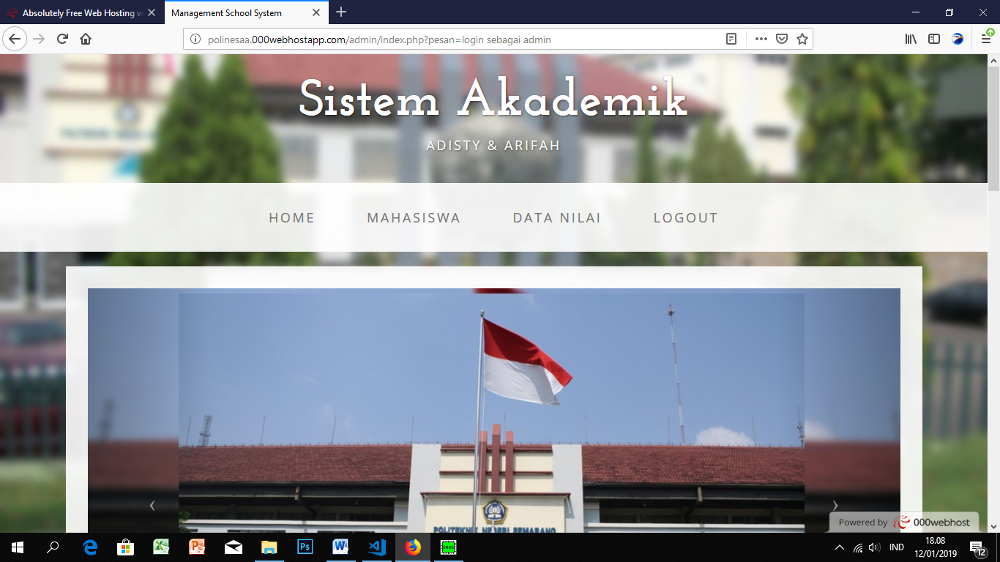 Absolutely Free Web Hosting w
Management School System
polinesaa.000webhostapp.com/admin/index.php?pesan=login sebagai admin
Sistem Akademik
ADISTY & ARIFAH
HOME
MAHASISWA
DATA NILAI
LOGOUT
POLITEKNIK NEGERI SEMARANG
Powered by 000webhost
IND
18.08
12/01/2019
12